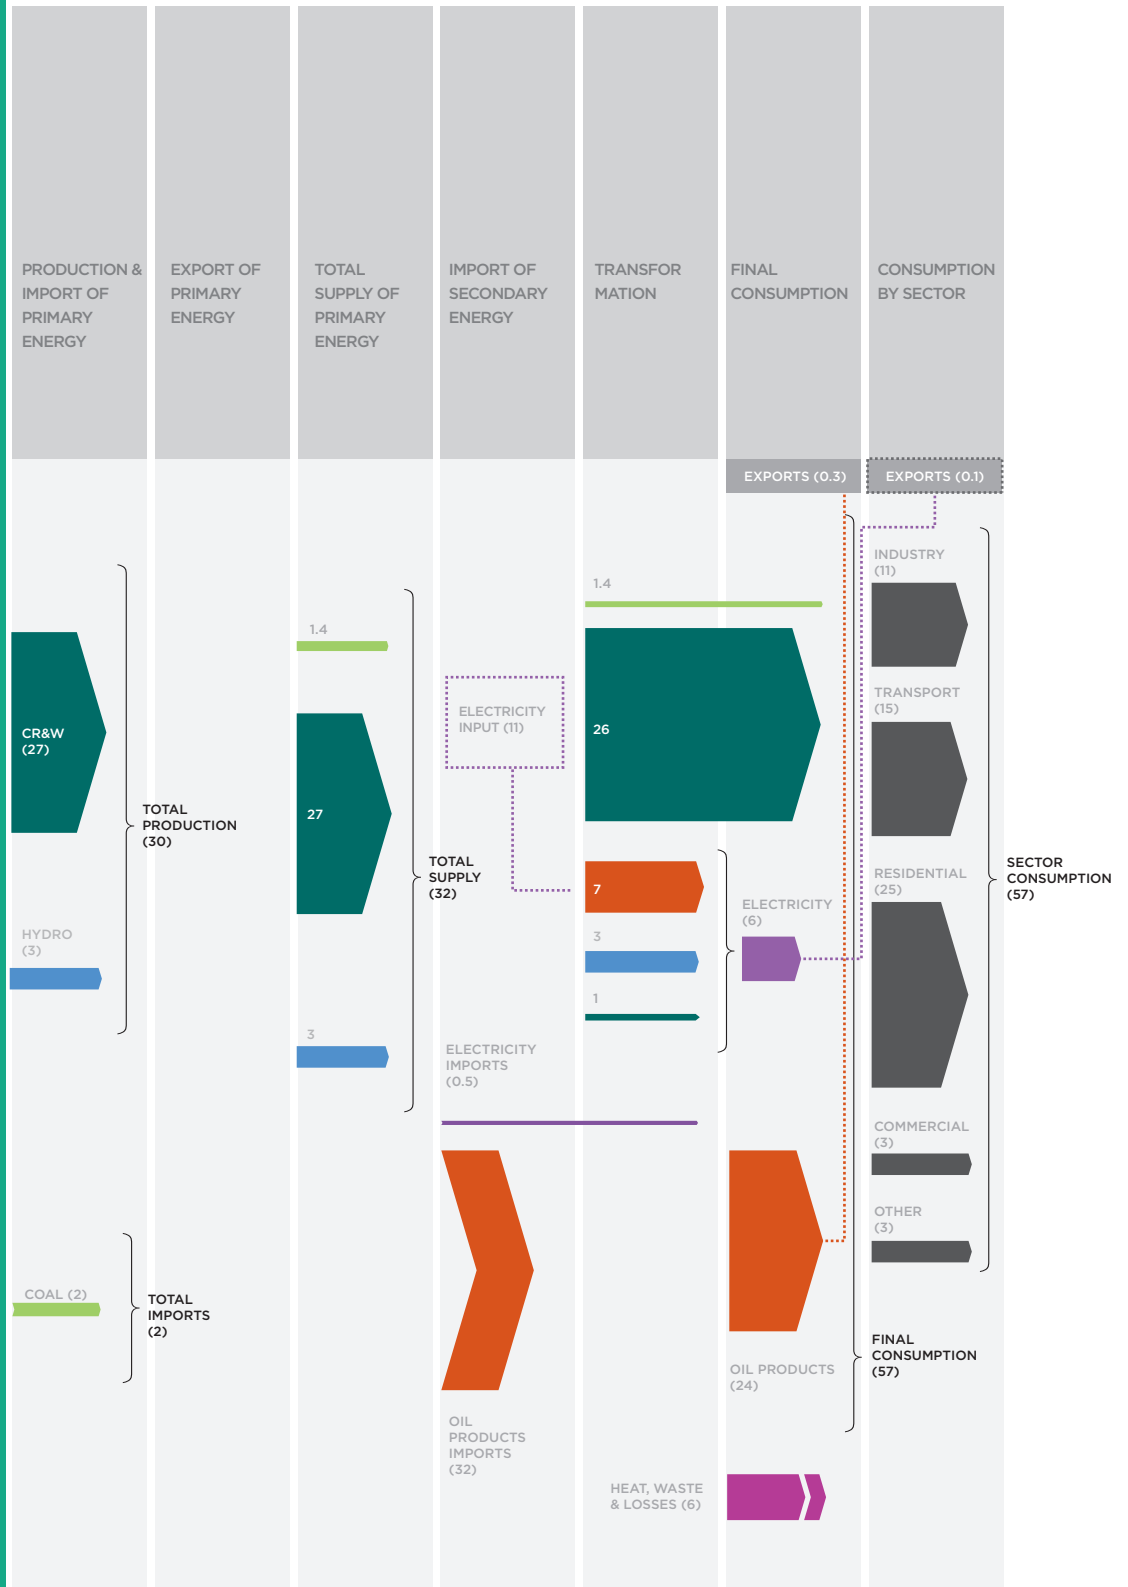 PRODUCTION &
IMPORT OF
PRIMARY
ENERGY
EXPORT OF
PRIMARY
ENERGY
TOTAL
SUPPLY OF
PRIMARY
ENERGY
IMPORT OF
SECONDARY
ENERGY
TRANSFOR
MATION
FINAL
CONSUMPTION
CONSUMPTION
BY SECTOR
EXPORTS (0.3)
EXPORTS (0.1)
CR&W
(27)
HYDRO
(3)
TOTAL
PRODUCTION
(30)
COAL (2)
TOTAL
IMPORTS
(2)
1.4
27
3
TOTAL
SUPPLY
(32)
ELECTRICITY
INPUT (11)
ELECTRICITY
IMPORTS
(0.5)
OIL
PRODUCTS
IMPORTS
(32)
1.4
26
7
3
1
ELECTRICITY
(6)
OIL PRODUCTS
(24)
HEAT, WASTE
& LOSSES (6)
FINAL
CONSUMPTION
(57)
INDUSTRY
(11)
TRANSPORT
(15)
RESIDENTIAL
(25)
COMMERCIAL
(3)
OTHER
(3)
SECTOR
CONSUMPTION
(57)